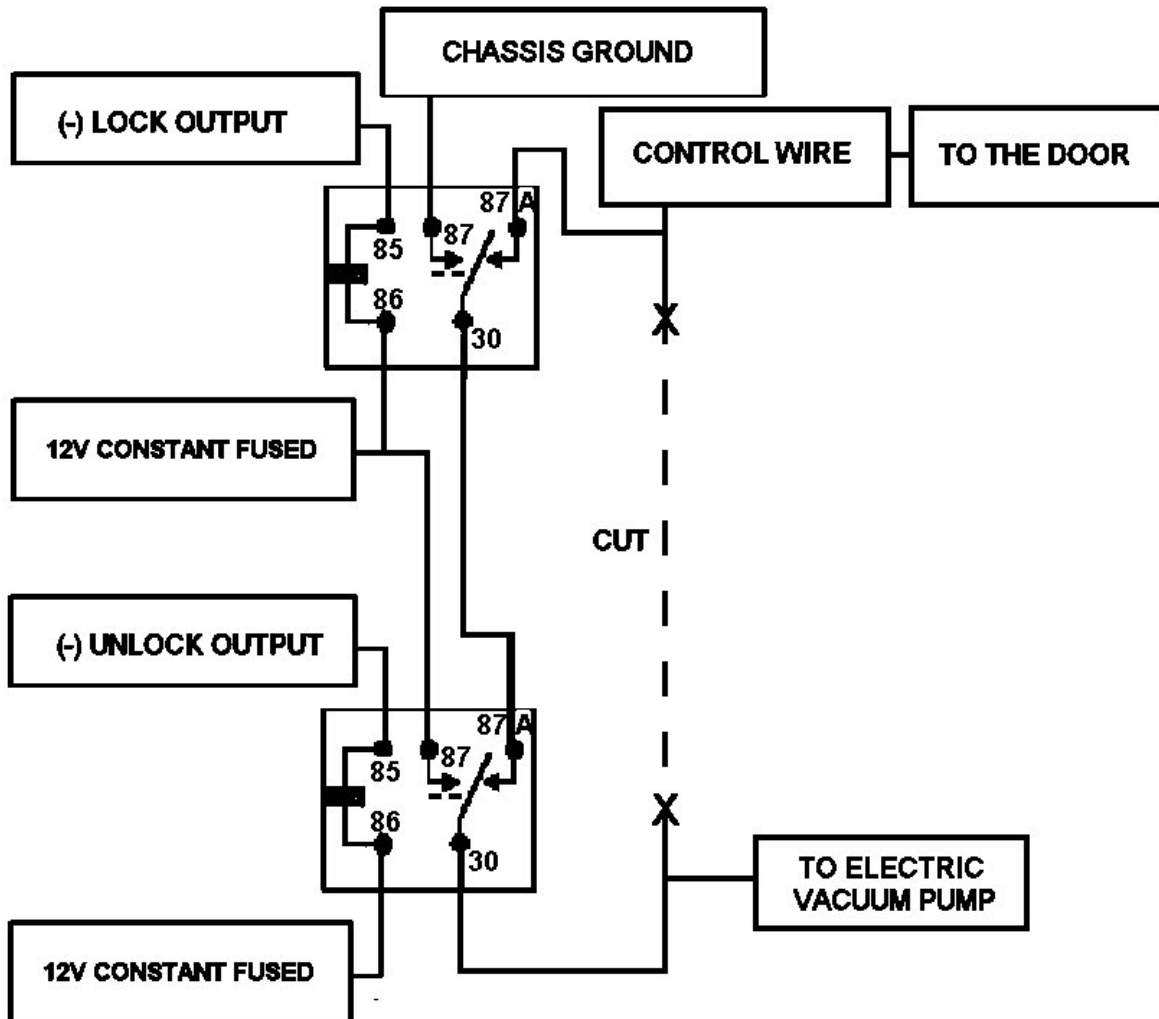 CHASSIS GROUND
(-) LOCK OUTPUT
CONTROL WIRE
TO THE DOOR
87 A
87
85
86
30
12V CONSTANT FUSED
CUT
(-) UNLOCK OUTPUT
87 A
87
85
86
30
TO ELECTRIC
VACUUM PUMP
12V CONSTANT FUSED